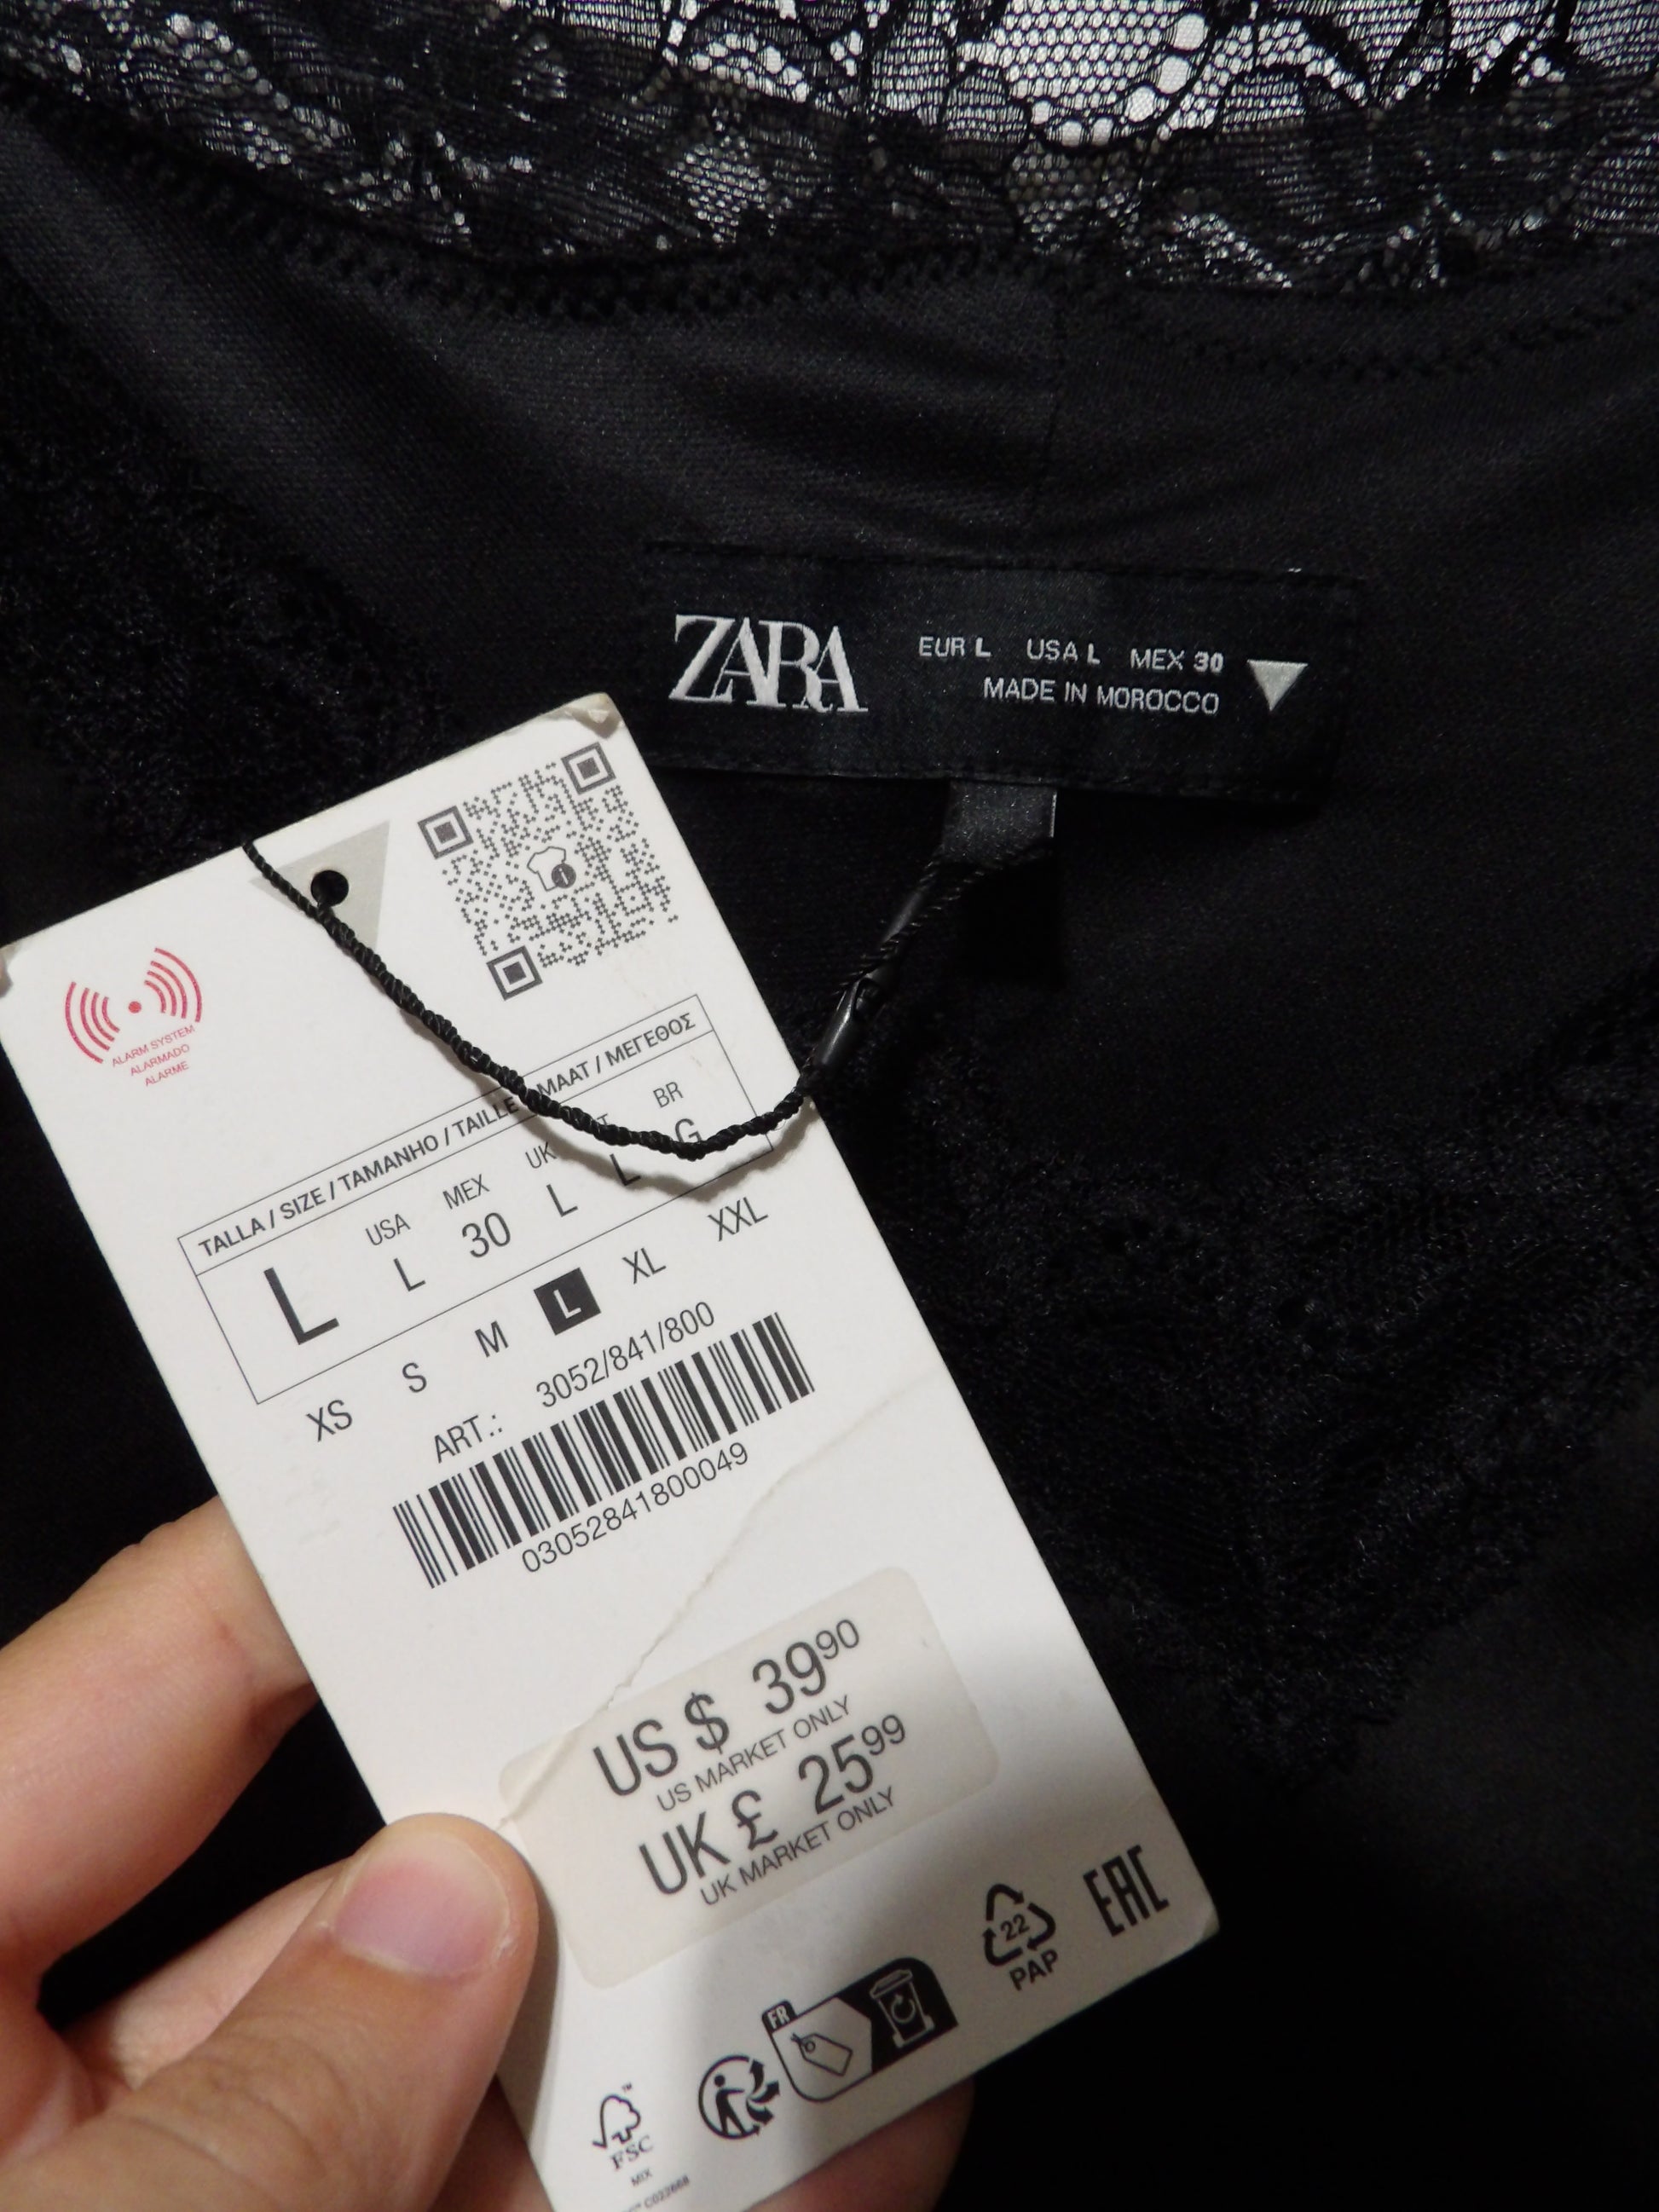 ZARA
EUR L USA L MEX 30
MADE IN MOROCCO
ALARM SYSTEM
ALARMADO
ALARME
TALLA / SIZE / TAMANHO / TAILLE MAAT / ΜΕΓΕΘΟΣ
USA MEX UK BR
L L 30 L L G
XS S M L XL XXL
ART.: 3052/841/800
03052841800049
US $ 39 90
US MARKET ONLY
UK £ 25 99
UK MARKET ONLY
22
PAP
EAC
FR
FSC
MIX
C022668